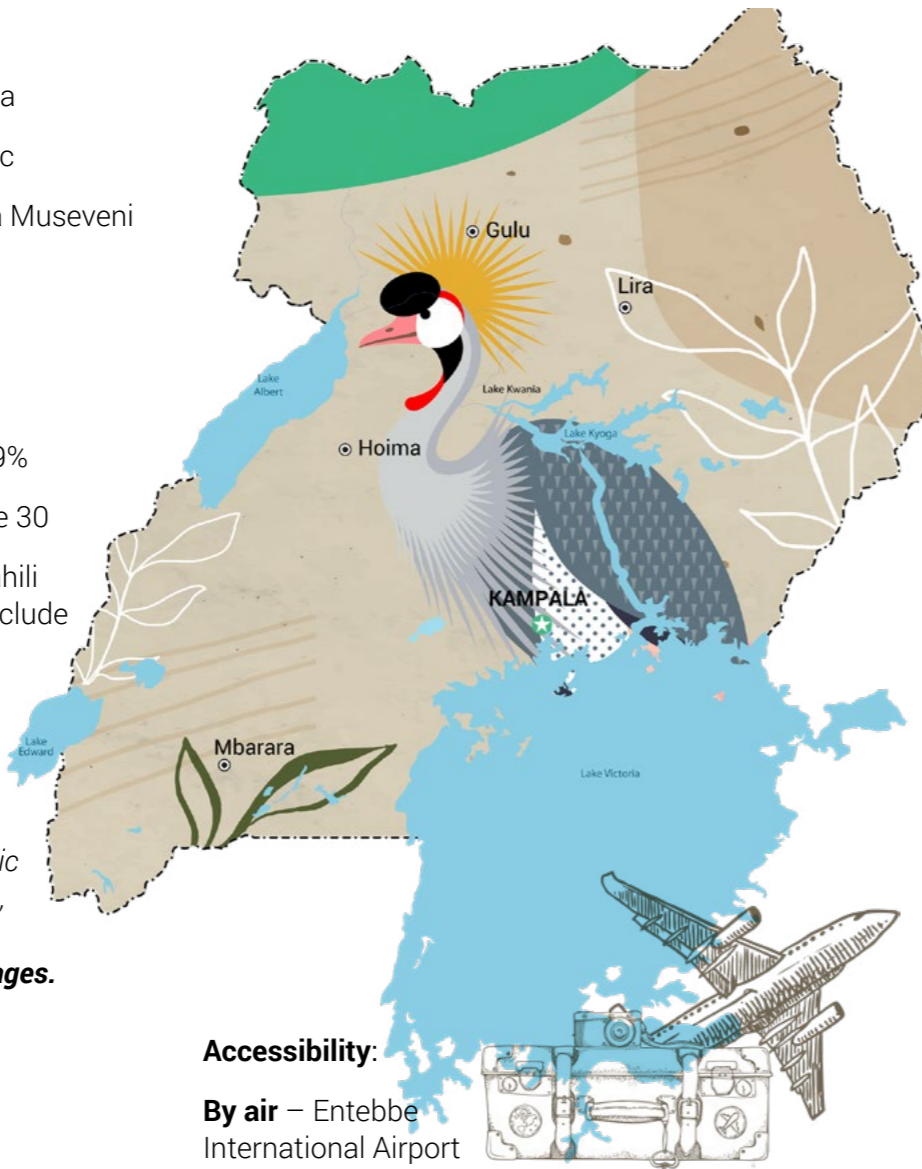 a
c
Museveni
9%
e 30
hili
clude
ic
,
ages.
Accessibility:
By air – Entebbe
International Airport
Gulu
Lira
Lake
Albert
Lake Kwania
Lake Kyoga
Hoima
KAMPALA
Lake
Edward
Mbarara
Lake Victoria